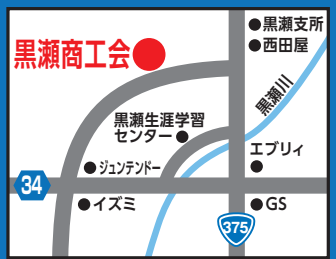 黒瀬支所
西田屋
黒瀬商工会
黒瀬川
黒瀬生涯学習
センター
エブリィ
ジュンテンドー
34
イズミ
GS
375